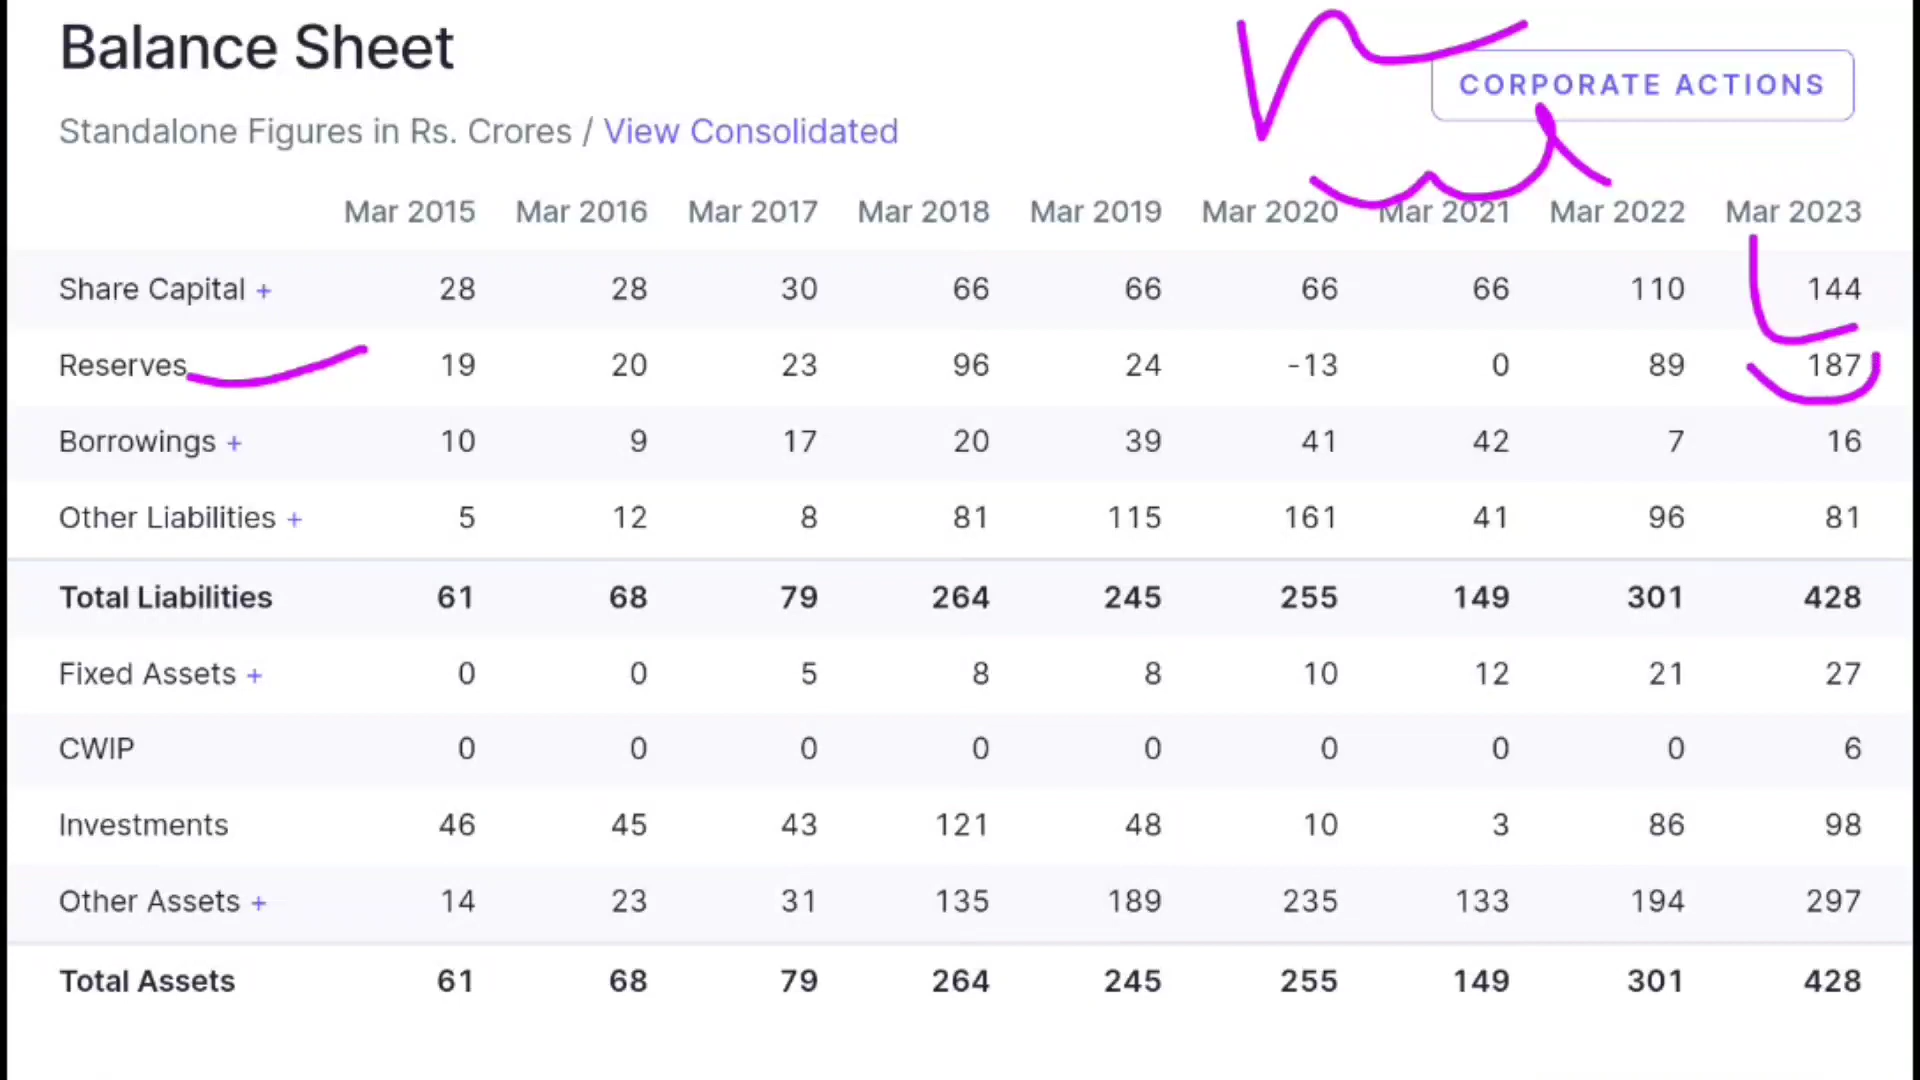 Balance Sheet
CORPORATE ACTIONS
Standalone Figures in Rs. Crores / View Consolidated
Mar 2015 Mar 2016 Mar 2017 Mar 2018 Mar 2019 Mar 2020 Mar 2021 Mar 2022 Mar 2023
Share Capital + 28 28 30 66 66 66 66 110 144
Reserves 19 20 23 96 24 -13 0 89 187
Borrowings + 10 9 17 20 39 41 42 7 16
Other Liabilities + 5 12 8 81 115 161 41 96 81
Total Liabilities 61 68 79 264 245 255 149 301 428
Fixed Assets + 0 0 5 8 8 10 12 21 27
CWIP 0 0 0 0 0 0 0 0 6
Investments 46 45 43 121 48 10 3 86 98
Other Assets + 14 23 31 135 189 235 133 194 297
Total Assets 61 68 79 264 245 255 149 301 428